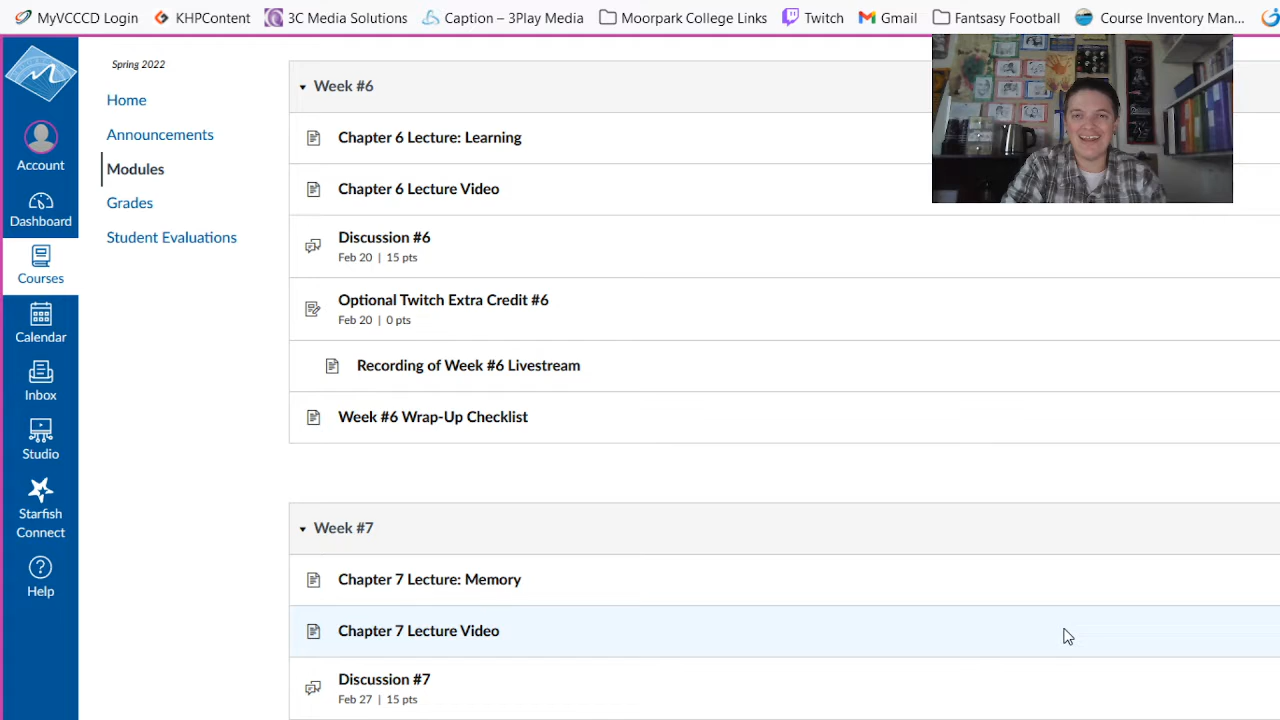 MyVCCCD Login KHPContent 3C Media Solutions Caption – 3Play Media Moorpark College Links Twitch Gmail Fantsasy Football Course Inventory Man...
Spring 2022
Home
Announcements
Modules
Grades
Student Evaluations
Account
Dashboard
Courses
Calendar
Inbox
Studio
Starfish
Connect
Help
Week #6
Chapter 6 Lecture: Learning
Chapter 6 Lecture Video
Discussion #6
Feb 20 | 15 pts
Optional Twitch Extra Credit #6
Feb 20 | 0 pts
Recording of Week #6 Livestream
Week #6 Wrap-Up Checklist
Week #7
Chapter 7 Lecture: Memory
Chapter 7 Lecture Video
Discussion #7
Feb 27 | 15 pts